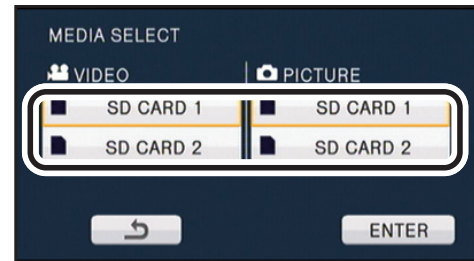 MEDIA SELECT
VIDEO
PICTURE
SD CARD 1
SD CARD 1
SD CARD 2
SD CARD 2
ENTER